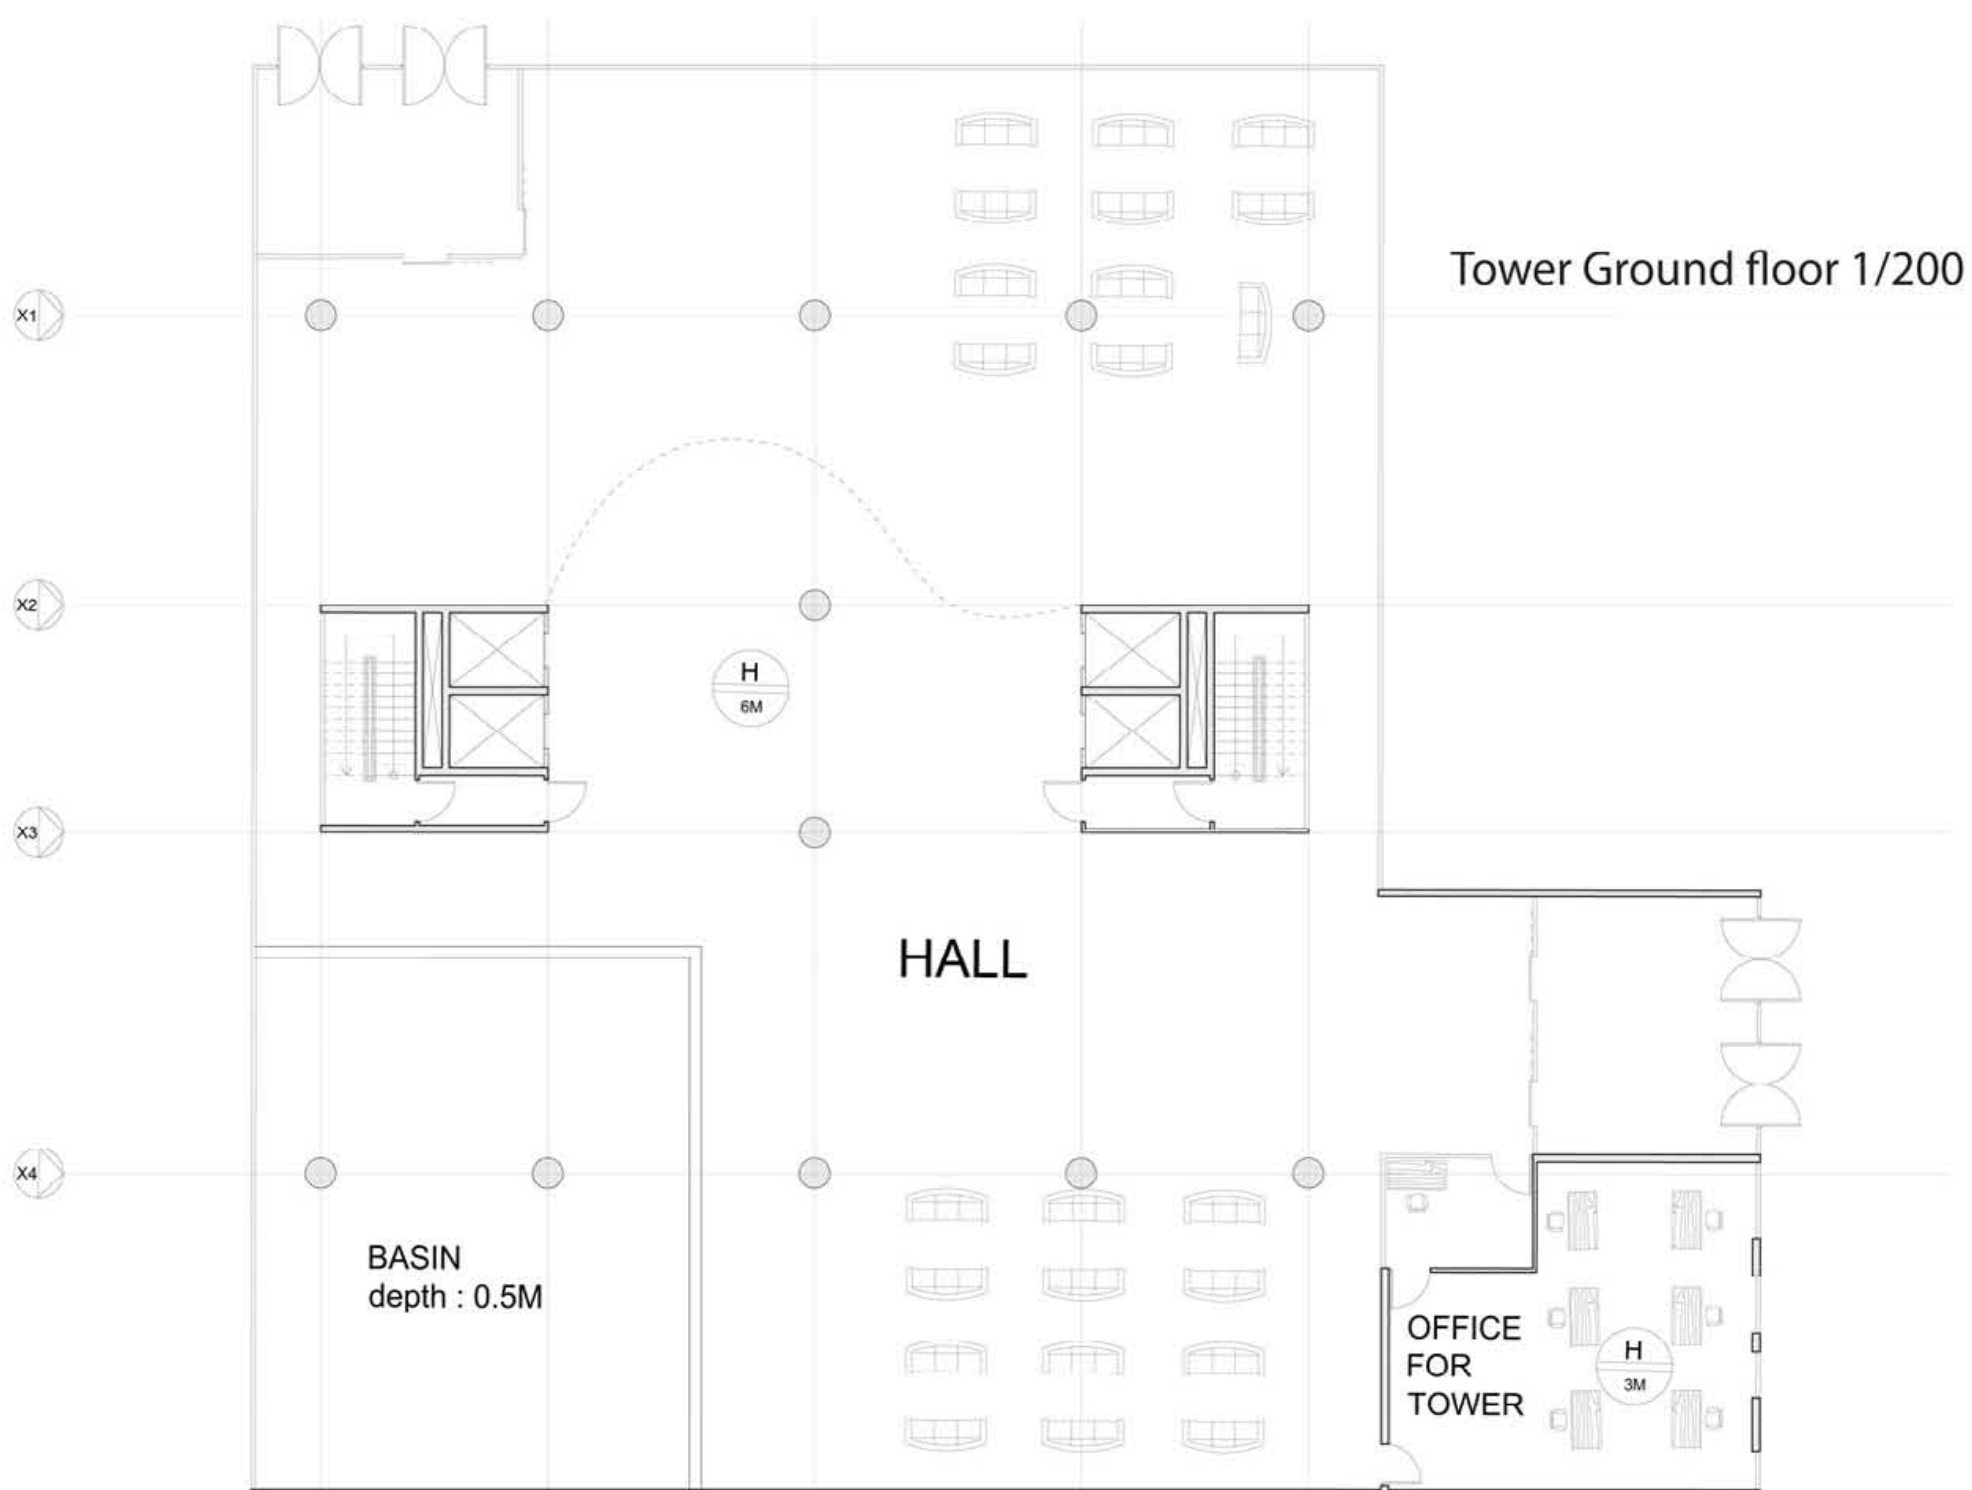 Tower Ground floor 1/200
X1
X2
H
6M
X3
HALL
X4
BASIN
depth : 0.5M
OFFICE
FOR
TOWER
H
3M